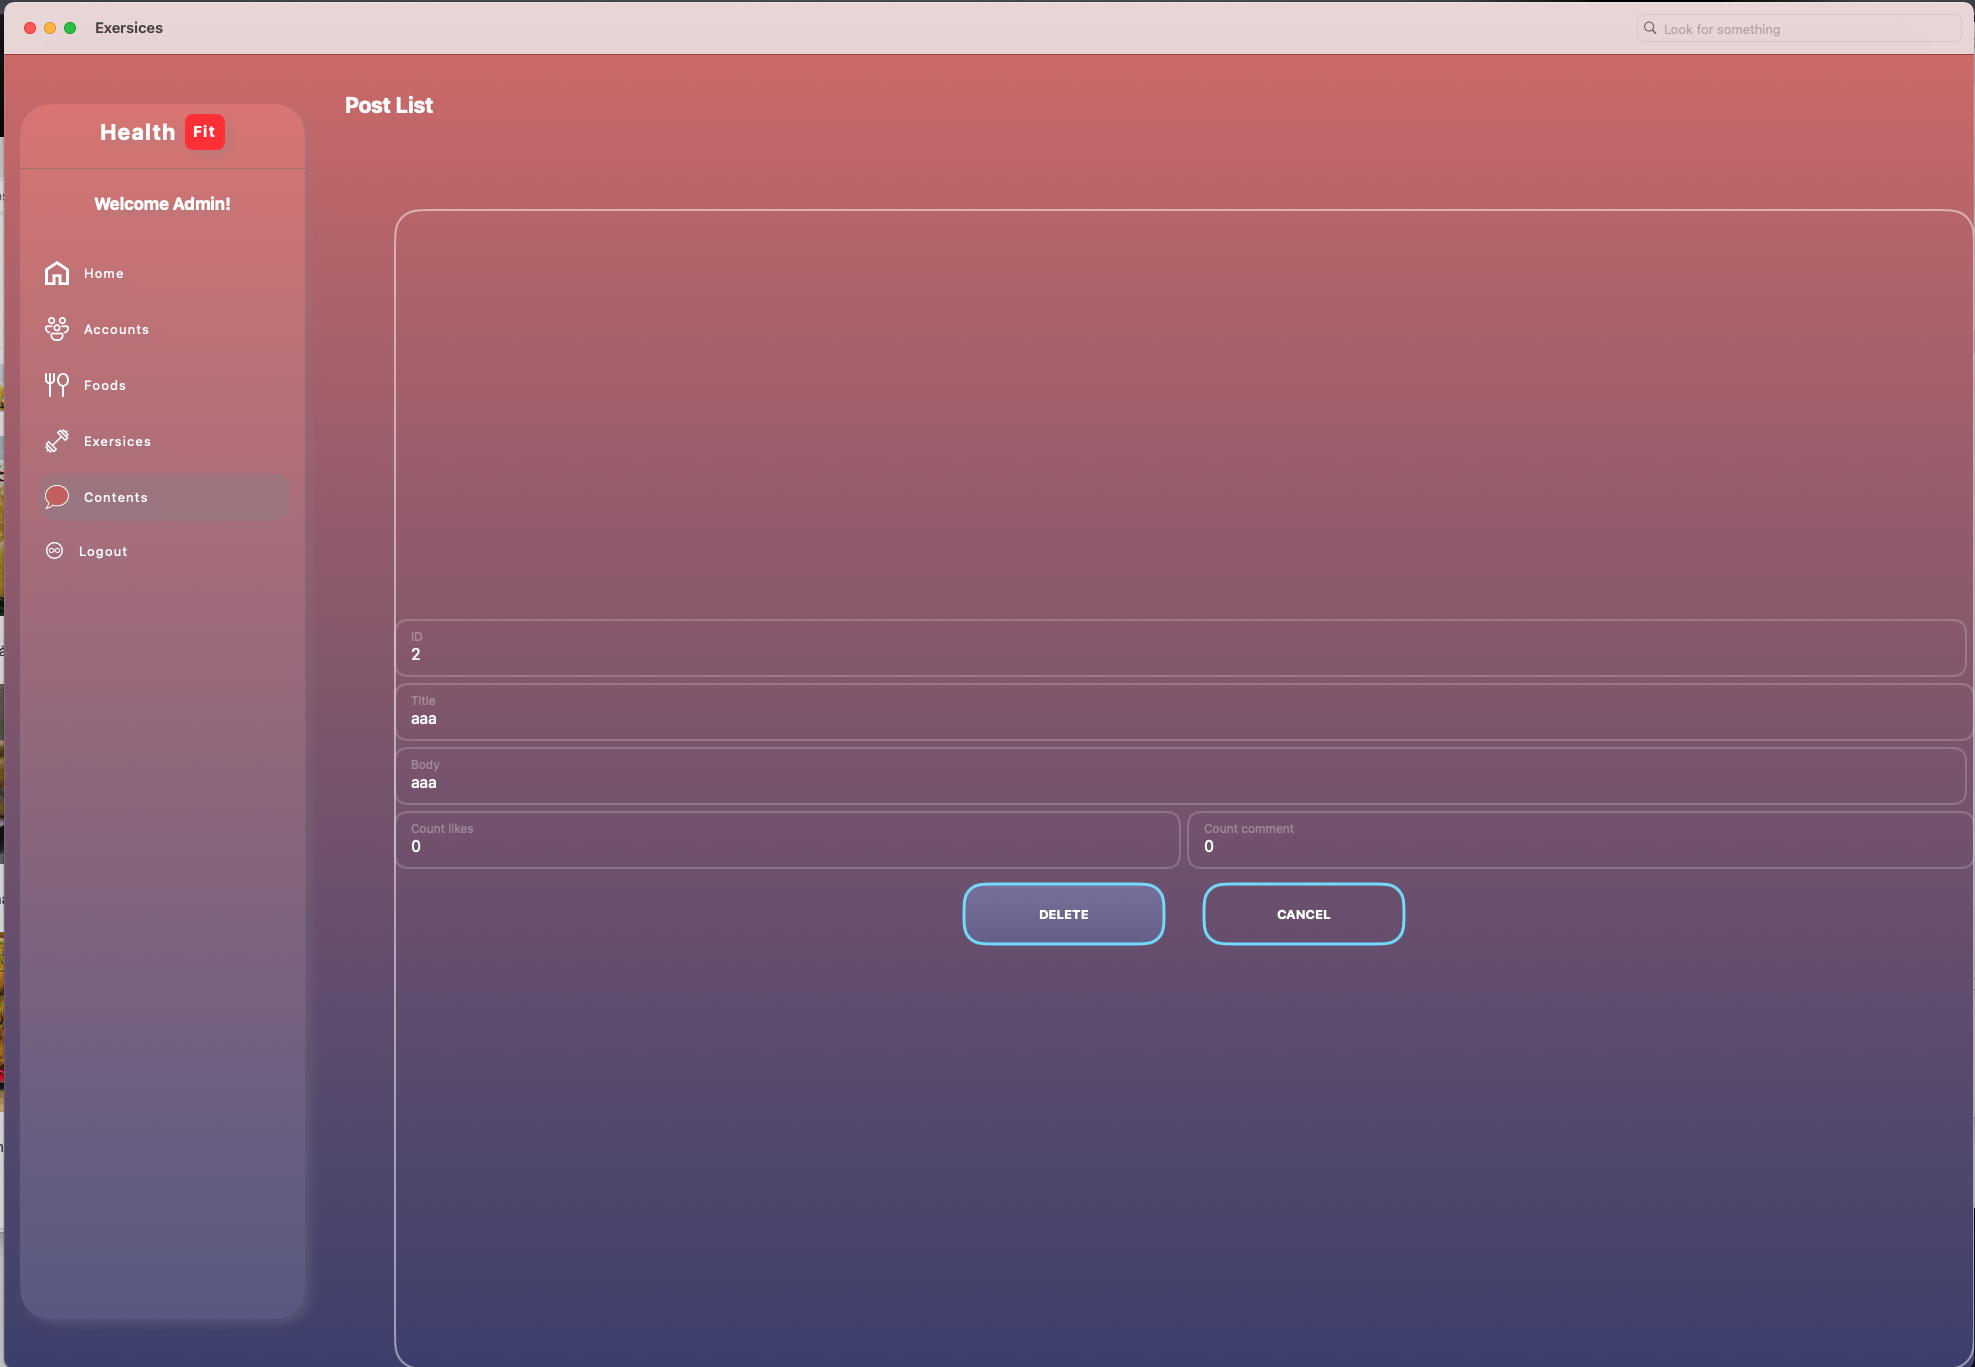 Exersices
Look for something
Health Fit
Welcome Admin!
Home
Accounts
Foods
Exersices
Contents
Logout
Post List
ID
2
Title
aaa
Body
aaa
Count likes
0
Count comment
0
DELETE
CANCEL